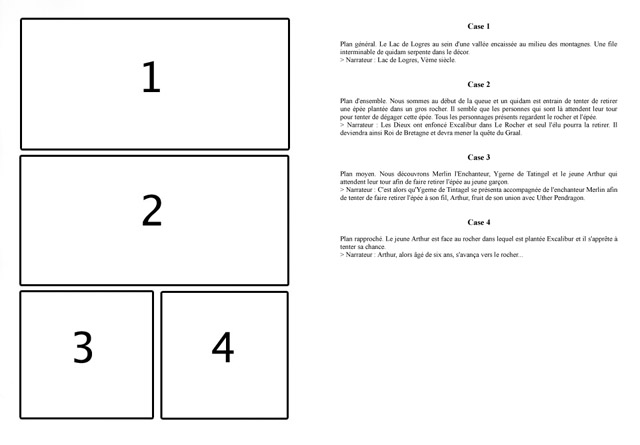 1
2
3
4
Case 1
Plan général. Le Lac de Logres au sein d'une vallée encaissée au milieu des montagnes. Une file
interminable de quidam serpente dans le décor.
> Narrateur : Lac de Logres, Vème siècle.
Case 2
Plan d'ensemble. Nous sommes au début de la queue et un quidam est entrain de tenter de retirer
une épée plantée dans un gros rocher. Il semble que les personnes qui sont là attendent leur tour
pour tenter de dégager cette épée. Tous les personnages présents regardent le rocher et l'épée.
> Narrateur : Les Dieux ont enfoncé Excalibur dans Le Rocher et seul l'élu pourra la retirer. Il
deviendra ainsi Roi de Bretagne et devra mener la quête du Graal.
Case 3
Plan moyen. Nous découvrons Merlin l'Enchanteur, Ygerne de Tatingel et le jeune Arthur qui
attendent leur tour afin de faire retirer l'épée au jeune garçon.
> Narrateur : C'est alors qu'Ygerne de Tintagel se présenta accompagnée de l'enchanteur Merlin afin
de tenter de faire retirer l'épée à son fil, Arthur, fruit de son union avec Uther Pendragon.
Case 4
Plan rapproché. Le jeune Arthur est face au rocher dans lequel est plantée Excalibur et il s'apprête à
tenter sa chance.
> Narrateur : Arthur, alors âgé de six ans, s'avança vers le rocher...